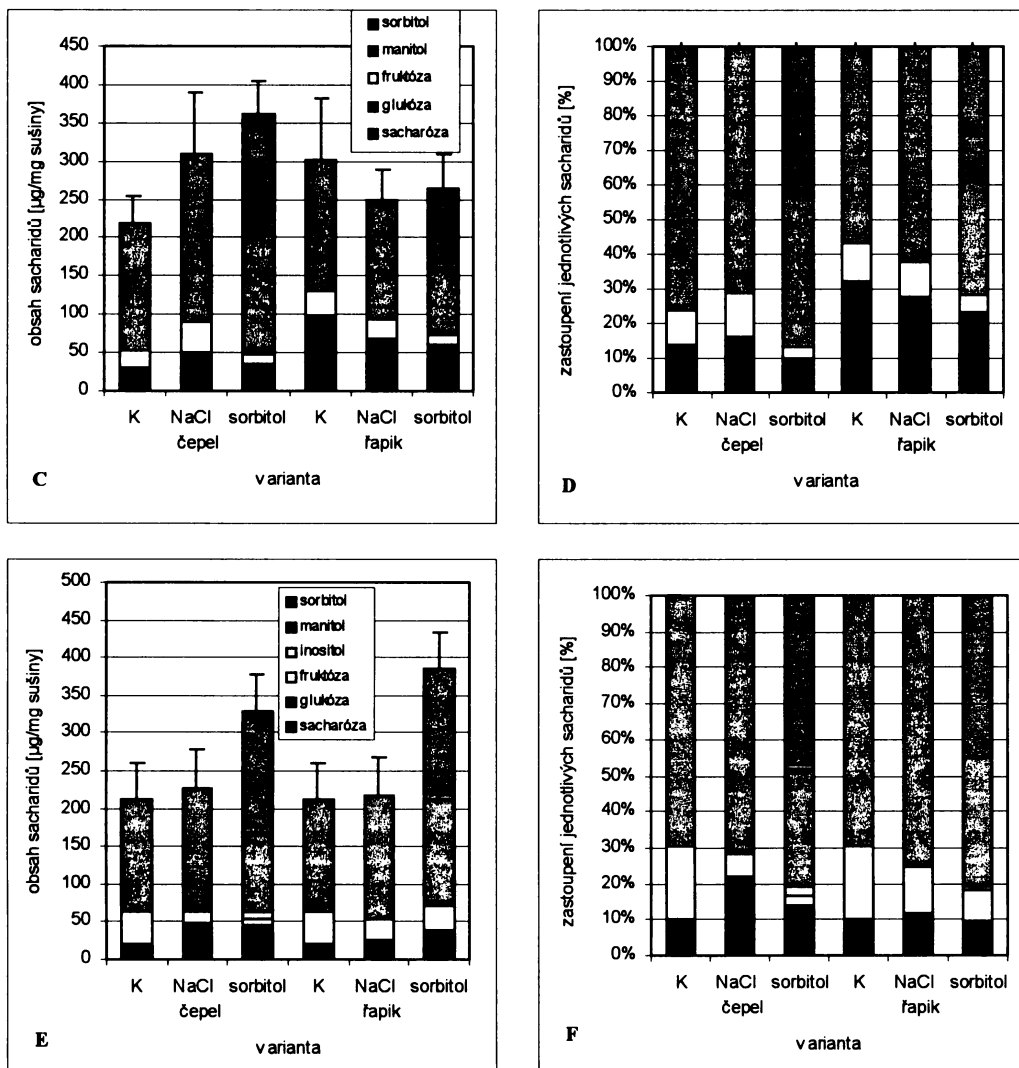 sorbitol
manitol
fruktóza
glukóza
sacharóza
obsah sacharidů [µg/mg sušiny]
450
400
350
300
250
200
150
100
50
0
K NaCl sorbitol K NaCl sorbitol
čepel řapik
varianta
C
zastoupení jednotlivých sacharidů [%]
100%
90%
80%
70%
60%
50%
40%
30%
20%
10%
0%
K NaCl sorbitol K NaCl sorbitol
čepel řapik
varianta
D
obsah sacharidů [µg/mg sušiny]
500
450
400
350
300
250
200
150
100
50
0
sorbitol
manitol
inositol
fruktóza
glukóza
sacharóza
K NaCl sorbitol K NaCl sorbitol
čepel řapik
varianta
E
zastoupení jednotlivých sacharidů [%]
100%
90%
80%
70%
60%
50%
40%
30%
20%
10%
0%
K NaCl sorbitol K NaCl sorbitol
čepel řapik
varianta
F